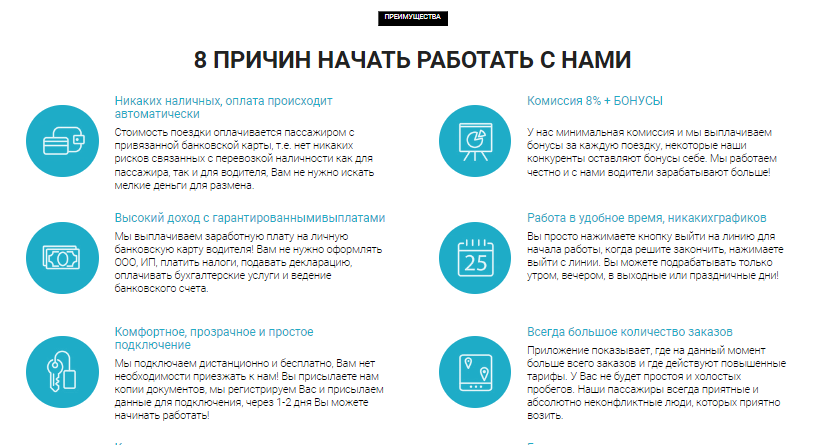 ПРЕИМУЩЕСТВА
8 ПРИЧИН НАЧАТЬ РАБОТАТЬ С НАМИ
Никаких наличных, оплата происходит
автоматически
Стоимость поездки оплачивается пассажиром с
привязанной банковской карты, т.е. нет никаких
рисков связанных с перевозкой наличности как для
пассажира, так и для водителя, Вам не нужно искать
мелкие деньги для размена.
Комиссия 8% + БОНУСЫ
У нас минимальная комиссия и мы выплачиваем
бонусы за каждую поездку, некоторые наши
конкуренты оставляют бонусы себе. Мы работаем
честно и с нами водители зарабатывают больше!
Высокий доход с гарантированнымивыплатами
Мы выплачиваем заработную плату на личную
банковскую карту водителя! Вам не нужно оформлять
ООО, ИП, платить налоги, подавать декларацию,
оплачивать бухгалтерские услуги и ведение
банковского счета.
25
Работа в удобное время, никакихграфиков
Вы просто нажимаете кнопку выйти на линию для
начала работы, когда решите закончить, нажимаете
выйти с линии. Вы можете подрабатывать только
утром, вечером, в выходные или праздничные дни!
Комфортное, прозрачное и простое
подключение
Мы подключаем дистанционно и бесплатно, Вам нет
необходимости приезжать к нам! Вы присылаете нам
копии документов, мы регистрируем Вас и присылаем
данные для подключения, через 1-2 дня Вы можете
начинать работать!
Всегда большое количество заказов
Приложение показывает, где на данный момент
больше всего заказов и где действуют повышенные
тарифы. У Вас не будет простоя и холостых
пробегов. Наши пассажиры всегда приятные и
абсолютно неконфликтные люди, которых приятно
возить.